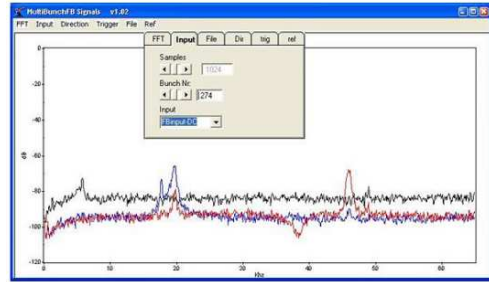 MultiBunchFB Signals v1.02
FFT Input Direction Trigger File Ref
FFT Input File Dir trig ref
Samples
1024
Bunch Nr.
274
Input
FBinput-DC
0
-20
-40
-60
-80
-100
-120
dB
0 10 20 30 40 50 60
Khz